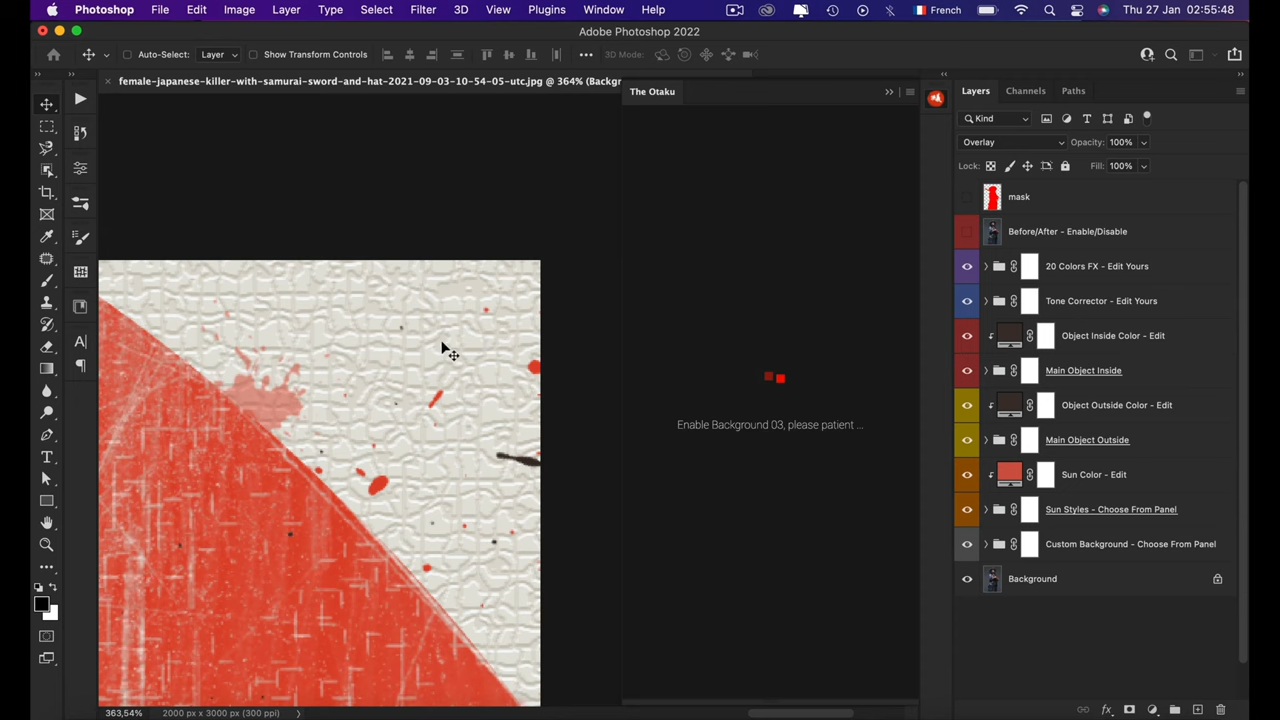 Photoshop File Edit Image Layer Type Select Filter 3D View Plugins Window Help French Thu 27 Jan 02:55:48
Adobe Photoshop 2022
Auto-Select: Layer Show Transform Controls 3D Mode:
female-japanese-killer-with-samurai-sword-and-hat-2021-09-03-10-54-05-utc.jpg @ 364% (Backgr
The Otaku
Layers Channels Paths
Kind
Overlay Opacity: 100%
Lock: Fill: 100%
mask
Before/After - Enable/Disable
20 Colors FX - Edit Yours
Tone Corrector - Edit Yours
Object Inside Color - Edit
Main Object Inside
Object Outside Color - Edit
Main Object Outside
Sun Color - Edit
Sun Styles - Choose From Panel
Custom Background - Choose From Panel
Background
Enable Background 03, please patient ...
363,54% 2000 px x 3000 px (300 ppi)